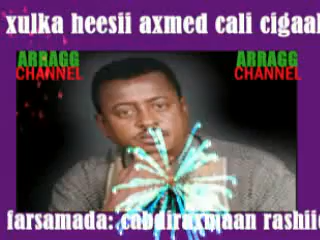 xulka heesii axmed cali cigaal
ARRAGG CHANNEL
ARRAGG CHANNEL
farsamada: cabdiraxmaan rashiid